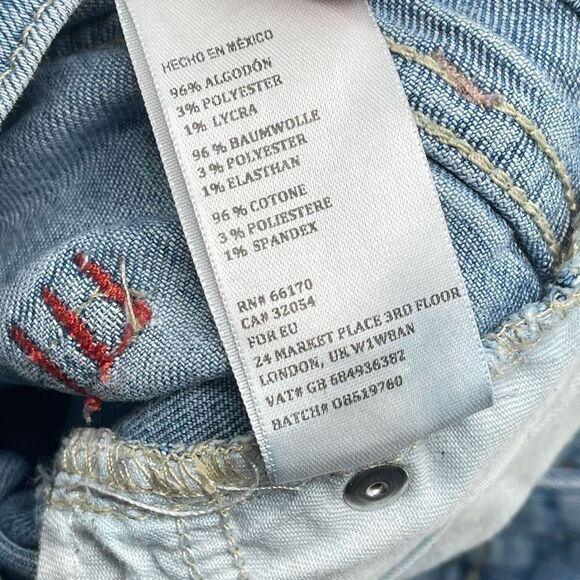 HECHO EN MÉXICO
96% ALGODÓN
3% POLYESTER
1% LYCRA
96% BAUMWOLLE
3% POLYESTER
1% ELASTHAN
96% COTONE
3% POLIESTERE
1% SPANDEX
RN# 66170
CA# 32054
FOR EU
24 MARKET PLACE 3RD FLOOR
LONDON, UK W1W8AN
VAT# GB 684936382
BATCH# 08519760